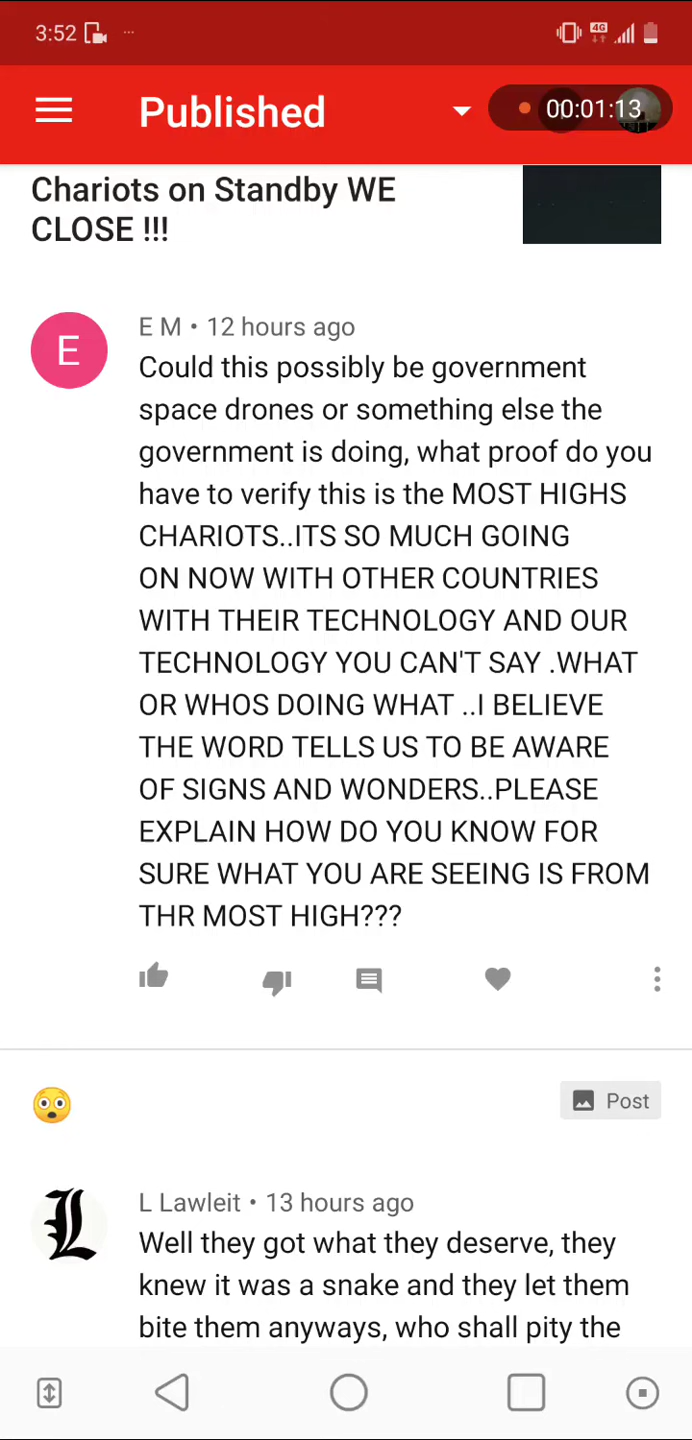 3:52
4G
Published
00:01:13
Chariots on Standby WE
CLOSE !!!
E
E M • 12 hours ago
Could this possibly be government
space drones or something else the
government is doing, what proof do you
have to verify this is the MOST HIGHS
CHARIOTS..ITS SO MUCH GOING
ON NOW WITH OTHER COUNTRIES
WITH THEIR TECHNOLOGY AND OUR
TECHNOLOGY YOU CAN'T SAY .WHAT
OR WHOS DOING WHAT ..I BELIEVE
THE WORD TELLS US TO BE AWARE
OF SIGNS AND WONDERS..PLEASE
EXPLAIN HOW DO YOU KNOW FOR
SURE WHAT YOU ARE SEEING IS FROM
THR MOST HIGH???
😳
Post
L
L Lawleit • 13 hours ago
Well they got what they deserve, they
knew it was a snake and they let them
bite them anyways, who shall pity the